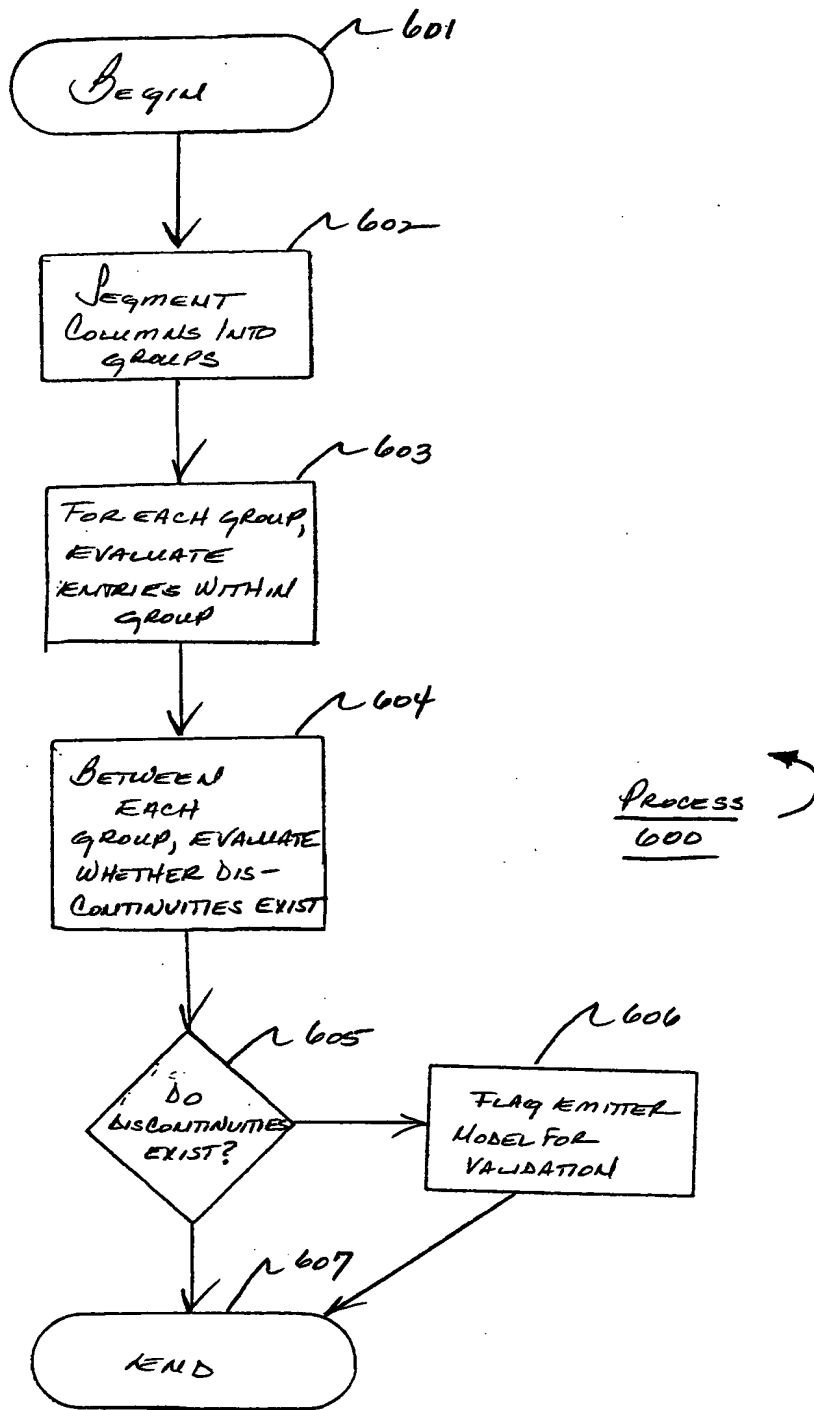 601
BEGIN
602
SEGMENT
COLUMNS INTO
GROUPS
603
FOR EACH GROUP,
EVALUATE
ENTRIES WITHIN
GROUP
604
BETWEEN
EACH
GROUP, EVALUATE
WHETHER DIS-
CONTINUITIES EXIST
PROCESS
600
605
DO
DISCONTINUITIES
EXIST?
606
FLAG EMITTER
MODEL FOR
VALIDATION
607
END